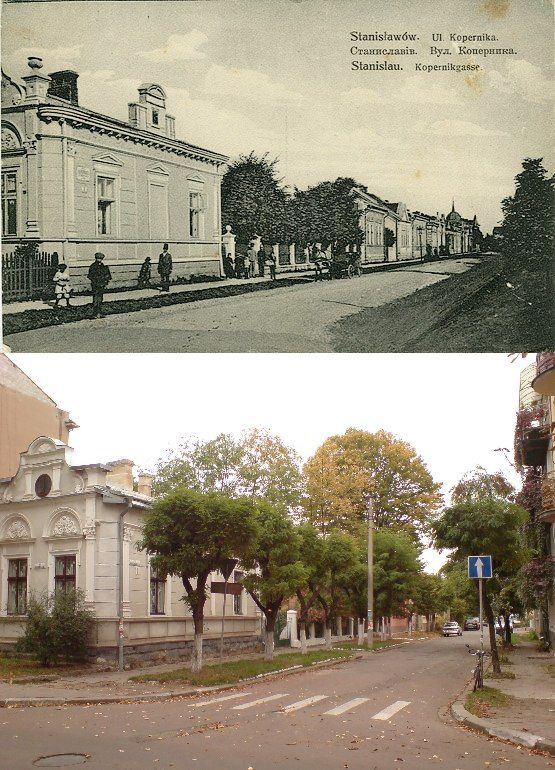 Stanisławów. Ul. Kopernika.
Станиславів. Вул. Коперника.
Stanislau. Kopernikgasse.